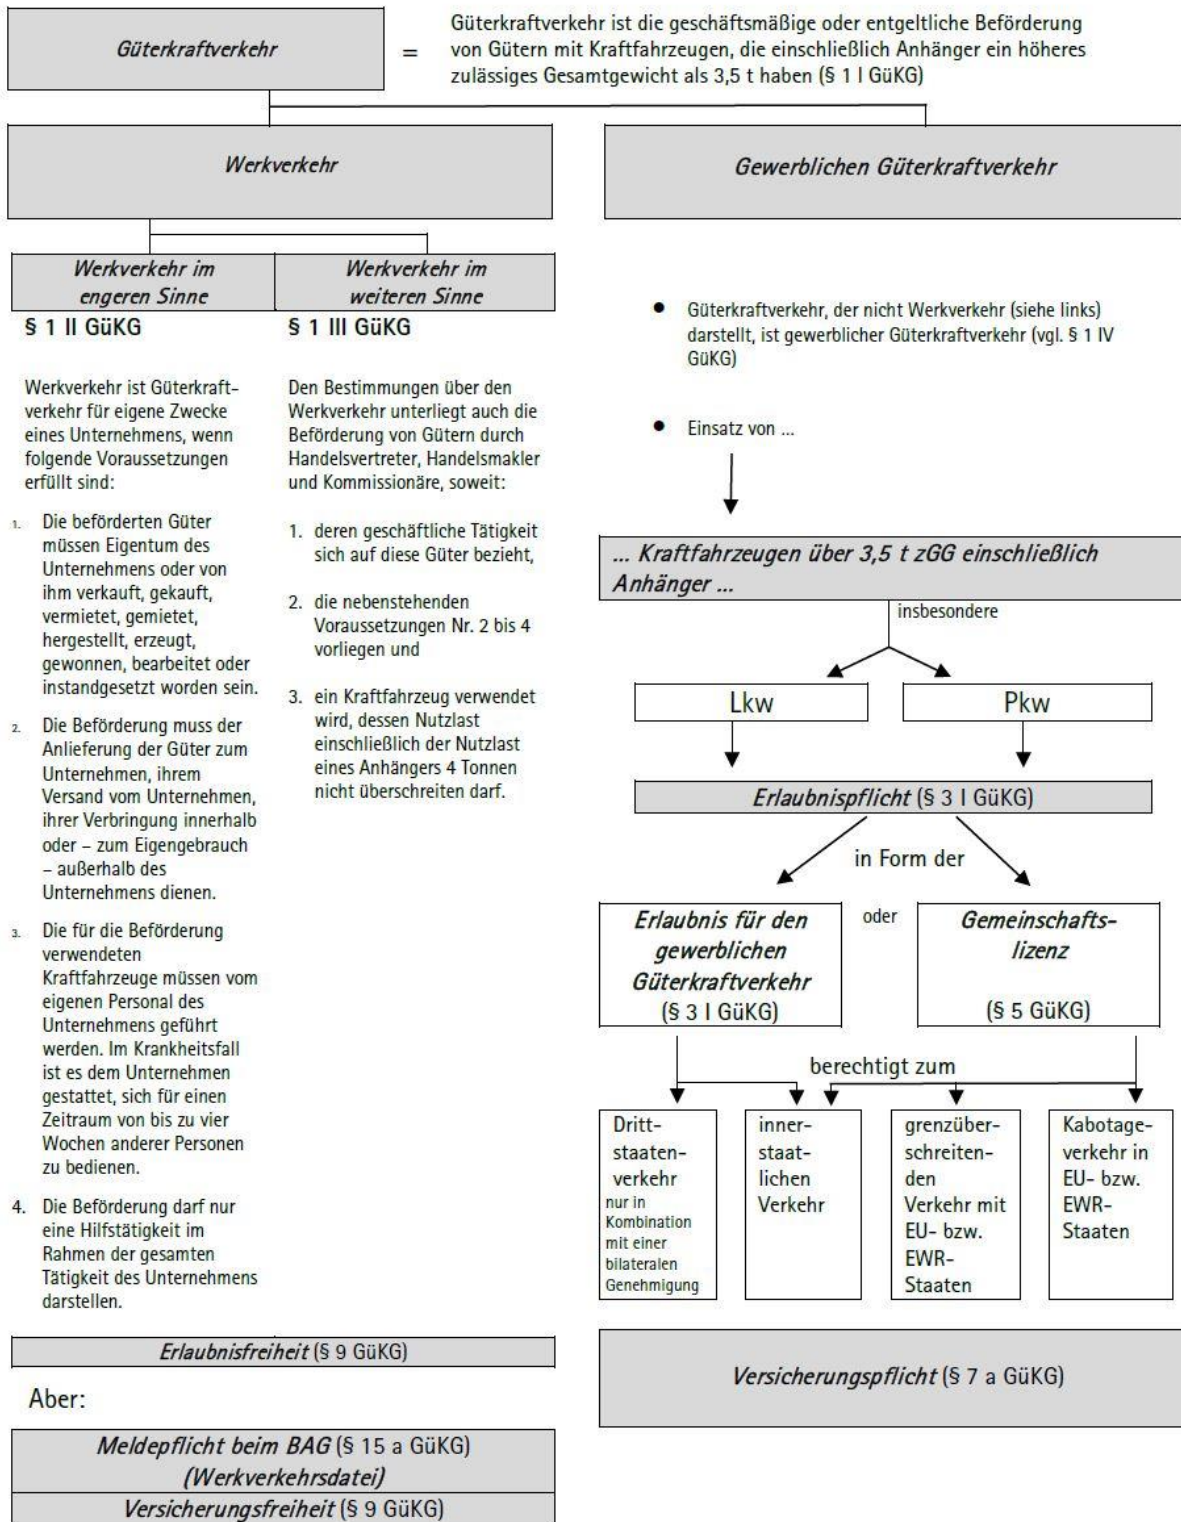 Güterkraftverkehr
=
Güterkraftverkehr ist die geschäftsmäßige oder entgeltliche Beförderung
von Gütern mit Kraftfahrzeugen, die einschließlich Anhänger ein höheres
zulässiges Gesamtgewicht als 3,5 t haben (§ 1 I GüKG)
Werkverkehr
Werkverkehr im
engeren Sinne
§ 1 II GüKG
Werkverkehr ist Güterkraft-
verkehr für eigene Zwecke
eines Unternehmens, wenn
folgende Voraussetzungen
erfüllt sind:
1. Die beförderten Güter
müssen Eigentum des
Unternehmens oder von
ihm verkauft, gekauft,
vermietet, gemietet,
hergestellt, erzeugt,
gewonnen, bearbeitet oder
instandgesetzt worden sein.
2. Die Beförderung muss der
Anlieferung der Güter zum
Unternehmen, ihrem
Versand vom Unternehmen,
ihrer Verbringung innerhalb
oder – zum Eigengebrauch
– außerhalb des
Unternehmens dienen.
3. Die für die Beförderung
verwendeten
Kraftfahrzeuge müssen vom
eigenen Personal des
Unternehmens geführt
werden. Im Krankheitsfall
ist es dem Unternehmen
gestattet, sich für einen
Zeitraum von bis zu vier
Wochen anderer Personen
zu bedienen.
4. Die Beförderung darf nur
eine Hilfstätigkeit im
Rahmen der gesamten
Tätigkeit des Unternehmens
darstellen.
Werkverkehr im
weiteren Sinne
§ 1 III GüKG
Den Bestimmungen über den
Werkverkehr unterliegt auch die
Beförderung von Gütern durch
Handelsvertreter, Handelsmakler
und Kommissionäre, soweit:
1. deren geschäftliche Tätigkeit
sich auf diese Güter bezieht,
2. die nebenstehenden
Voraussetzungen Nr. 2 bis 4
vorliegen und
3. ein Kraftfahrzeug verwendet
wird, dessen Nutzlast
einschließlich der Nutzlast
eines Anhängers 4 Tonnen
nicht überschreiten darf.
Erlaubnisfreiheit (§ 9 GüKG)
Aber:
Meldepflicht beim BAG (§ 15 a GüKG)
(Werkverkehrsdatei)
Versicherungsfreiheit (§ 9 GüKG)
Gewerblichen Güterkraftverkehr
• Güterkraftverkehr, der nicht Werkverkehr (siehe links)
darstellt, ist gewerblicher Güterkraftverkehr (vgl. § 1 IV
GüKG)
• Einsatz von ...
... Kraftfahrzeugen über 3,5 t zGG einschließlich
Anhänger ...
insbesondere
Lkw
Pkw
Erlaubnispflicht (§ 3 I GüKG)
in Form der
Erlaubnis für den
gewerblichen
Güterkraftverkehr
(§ 3 I GüKG)
oder
Gemeinschafts-
lizenz
(§ 5 GüKG)
berechtigt zum
Dritt-
staaten-
verkehr
nur in
Kombination
mit einer
bilateralen
Genehmigung
inner-
staat-
lichen
Verkehr
grenzüber-
schreiten-
den
Verkehr mit
EU- bzw.
EWR-
Staaten
Kabotage-
verkehr in
EU- bzw.
EWR-
Staaten
Versicherungspflicht (§ 7 a GüKG)